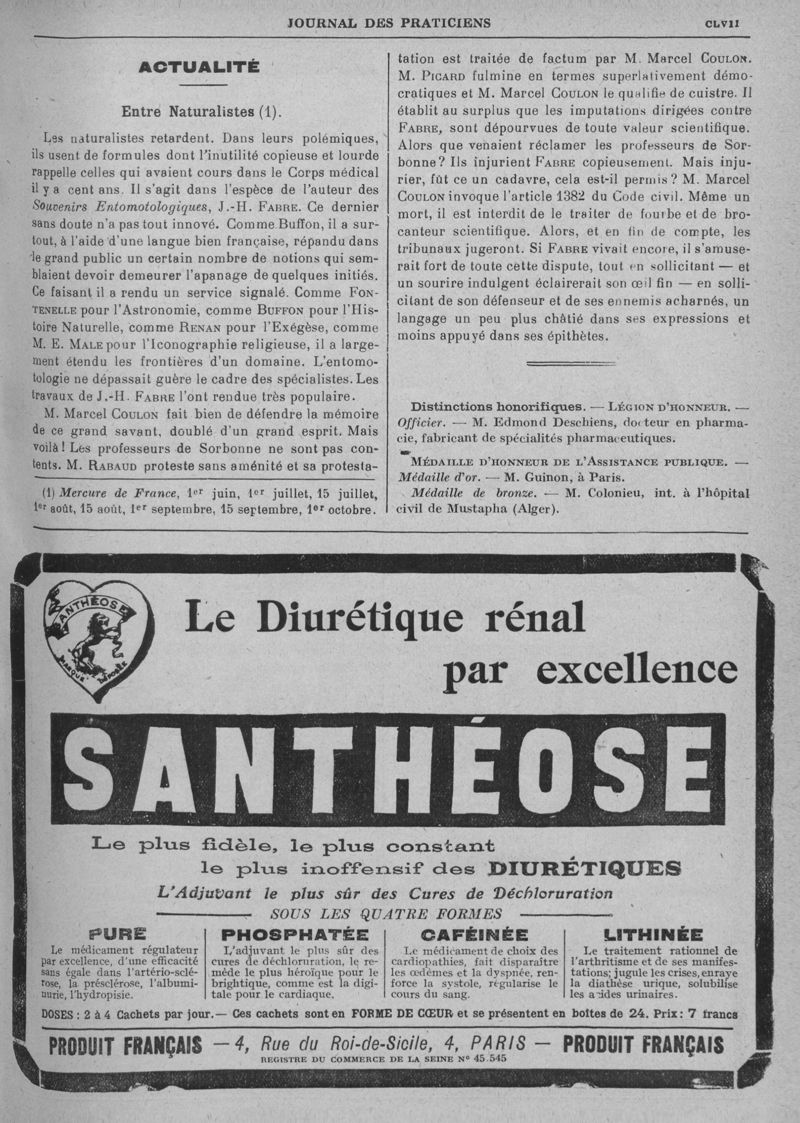 JOURNAL DES PRATICIENS
CLVII
ACTUALITÉ
Entre Naturalistes (1).
Les naturalistes retardent. Dans leurs polémiques,
ils usent de formules dont l'inutilité copieuse et lourde
rappelle celles qui avaient cours dans le Corps médical
il y a cent ans. Il s'agit dans l'espèce de l'auteur des
Souvenirs Entomotologiques, J.-H. FABRE. Ce dernier
sans doute n'a pas tout innové. Comme Buffon, il a sur-
tout, à l'aide d'une langue bien française, répandu dans
le grand public un certain nombre de notions qui sem-
blaient devoir demeurer l'apanage de quelques initiés.
Ce faisant il a rendu un service signalé. Comme FON-
TENELLE pour l'Astronomie, comme BUFFON pour l'His-
toire Naturelle, comme RENAN pour l'Exégèse, comme
M. E. MALE pour l'Iconographie religieuse, il a large-
ment étendu les frontières d'un domaine. L'entomo-
tologie ne dépassait guère le cadre des spécialistes. Les
travaux de J.-H. FABRE l'ont rendue très populaire.
M. Marcel COULON fait bien de défendre la mémoire
de ce grand savant, doublé d'un grand esprit. Mais
voilà ! Les professeurs de Sorbonne ne sont pas con-
tents. M. RABAUD proteste sans aménité et sa protesta-
(1) Mercure de France, 1er juin, 1er juillet, 15 juillet,
1er août, 15 août, 1er septembre, 15 septembre, 1er octobre.
tation est traitée de factum par M. Marcel COULON.
M. PICARD fulmine en termes superlativement démo-
cratiques et M. Marcel COULON le qualifie de cuistre. Il
établit au surplus que les imputations dirigées contre
FABRE, sont dépourvues de toute valeur scientifique.
Alors que venaient réclamer les professeurs de Sor-
bonne ? Ils injurient FABRE copieusement. Mais inju-
rier, fût ce un cadavre, cela est-il permis ? M. Marcel
COULON invoque l'article 1382 du Code civil. Même un
mort, il est interdit de le traiter de fourbe et de bro-
canteur scientifique. Alors, et en fin de compte, les
tribunaux jugeront. Si FABRE vivait encore, il s'amuse-
rait fort de toute cette dispute, tout en sollicitant — et
un sourire indulgent éclairerait son œil fin — en solli-
citant de son défenseur et de ses ennemis acharnés, un
langage un peu plus châtié dans ses expressions et
moins appuyé dans ses épithètes.
Distinctions honorifiques. — LÉGION D'HONNEUR. —
Officier. — M. Edmond Deschiens, docteur en pharma-
cie, fabricant de spécialités pharmaceutiques.
MÉDAILLE D'HONNEUR DE L'ASSISTANCE PUBLIQUE. —
Médaille d'or. — M. Guinon, à Paris.
Médaille de bronze. — M. Colonieu, int. à l'hôpital
civil de Mustapha (Alger).
SANTHÉOSE
MARQUE DÉPOSÉE
Le Diurétique rénal
par excellence
SANTHÉOSE
Le plus fidèle, le plus constant
le plus inoffensif des DIURÉTIQUES
L'Adjuvant le plus sûr des Cures de Déchloruration
SOUS LES QUATRE FORMES
PURE
Le médicament régulateur
par excellence, d'une efficacité
sans égale dans l'artério-sclé-
rose, la présclérose, l'albumi-
nurie, l'hydropisie.
PHOSPHATÉE
L'adjuvant le plus sûr des
cures de déchloruration, le re-
mède le plus héroïque pour le
brightique, comme est la digi-
tale pour le cardiaque.
CAFÉINÉE
Le médicament de choix des
cardiopathies, fait disparaître
les œdèmes et la dyspnée, ren-
force la systole, régularise le
cours du sang.
LITHINÉE
Le traitement rationnel de
l'arthritisme et de ses manifes-
tations; jugule les crises, enraye
la diathèse urique, solubilise
les acides urinaires.
DOSES : 2 à 4 Cachets par jour. — Ces cachets sont en FORME DE CŒUR et se présentent en boîtes de 24. Prix : 7 francs
PRODUIT FRANÇAIS — 4, Rue du Roi-de-Sicile, 4, PARIS — PRODUIT FRANÇAIS
REGISTRE DU COMMERCE DE LA SEINE N° 45.545